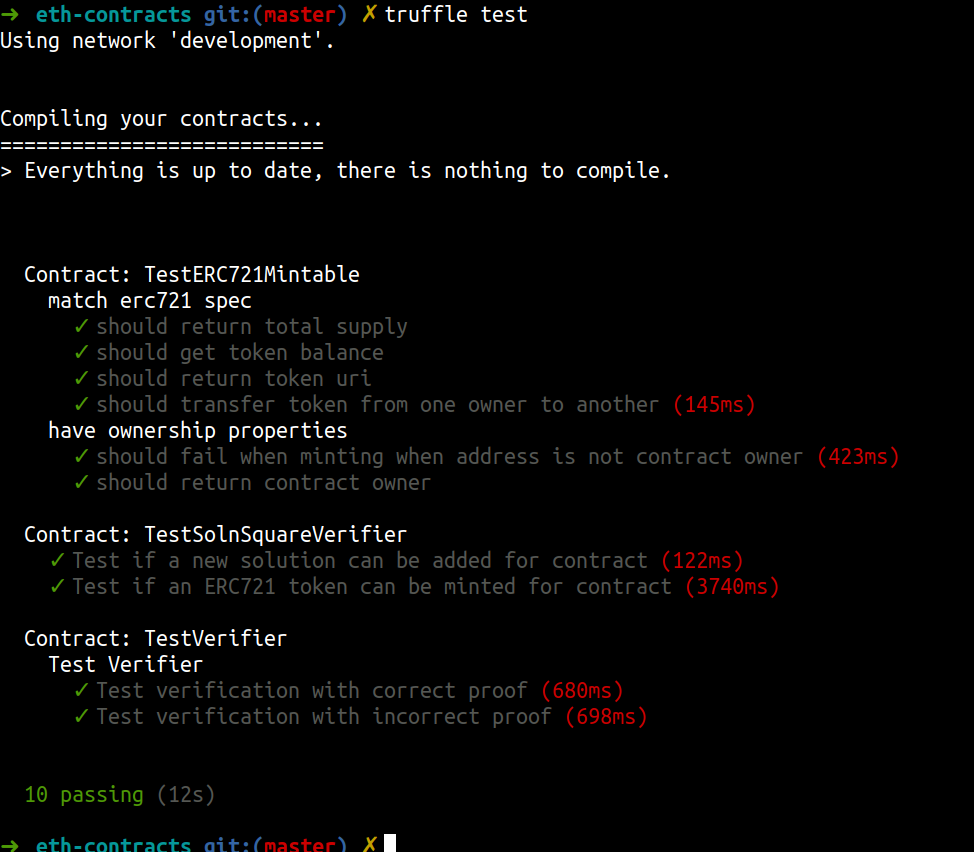 ➜ eth-contracts git:(master) ✗ truffle test
Using network 'development'.
Compiling your contracts...
===========================
> Everything is up to date, there is nothing to compile.
Contract: TestERC721Mintable
match erc721 spec
✓ should return total supply
✓ should get token balance
✓ should return token uri
✓ should transfer token from one owner to another (145ms)
have ownership properties
✓ should fail when minting when address is not contract owner (423ms)
✓ should return contract owner
Contract: TestSolnSquareVerifier
✓ Test if a new solution can be added for contract (122ms)
✓ Test if an ERC721 token can be minted for contract (3740ms)
Contract: TestVerifier
Test Verifier
✓ Test verification with correct proof (680ms)
✓ Test verification with incorrect proof (698ms)
10 passing (12s)
➜ eth-contracts git:(master) ✗